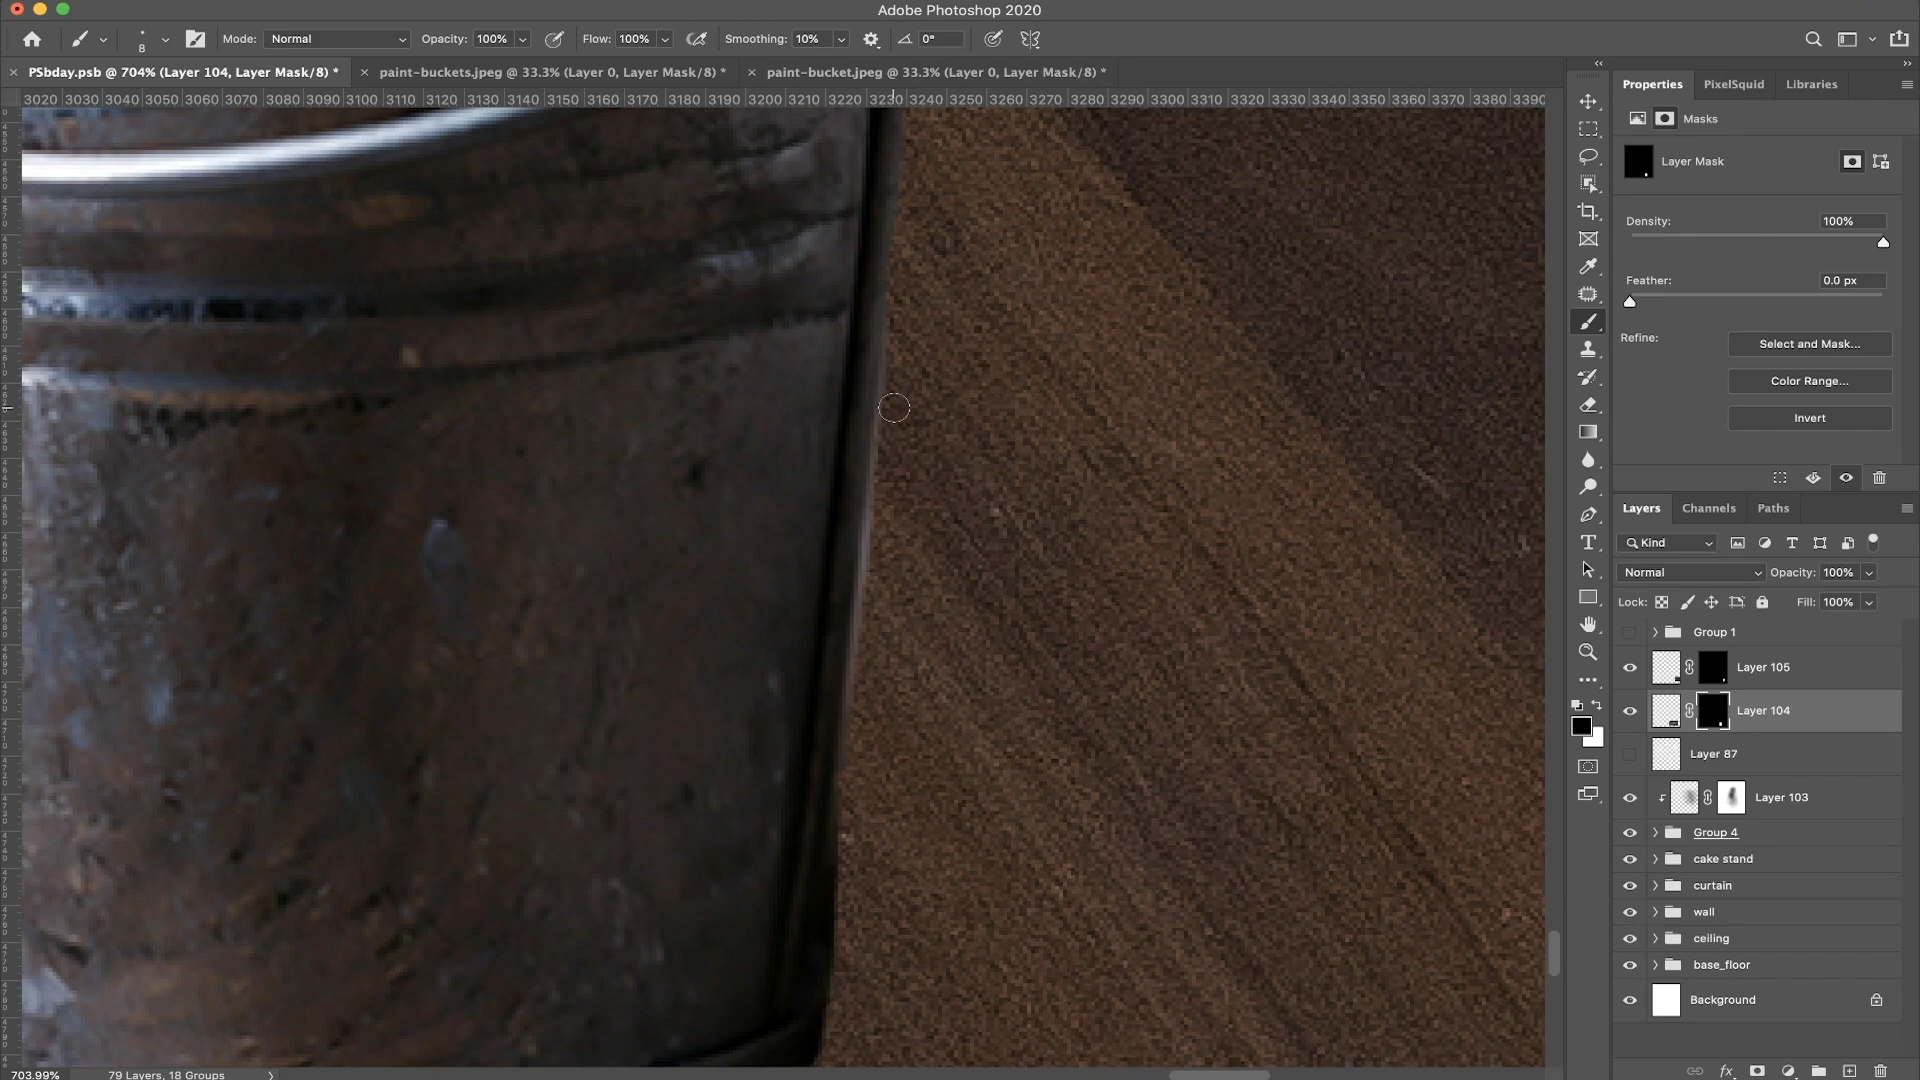 Adobe Photoshop 2020
8 Mode: Normal Opacity: 100% Flow: 100% Smoothing: 10% 0°
PSbday.psb @ 704% (Layer 104, Layer Mask/8) * paint-buckets.jpeg @ 33.3% (Layer 0, Layer Mask/8) * paint-bucket.jpeg @ 33.3% (Layer 0, Layer Mask/8) *
3020 3030 3040 3050 3060 3070 3080 3090 3100 3110 3120 3130 3140 3150 3160 3170 3180 3190 3200 3210 3220 3230 3240 3250 3260 3270 3280 3290 3300 3310 3320 3330 3340 3350 3360 3370 3380 3390
Properties PixelSquid Libraries
Masks
Layer Mask
Density: 100%
Feather: 0.0 px
Refine:
Select and Mask...
Color Range...
Invert
Layers Channels Paths
Kind
Normal Opacity: 100%
Lock: Fill: 100%
Group 1
Layer 105
Layer 104
Layer 87
Layer 103
Group 4
cake stand
curtain
wall
ceiling
base_floor
Background
703.99% 79 Layers, 18 Groups